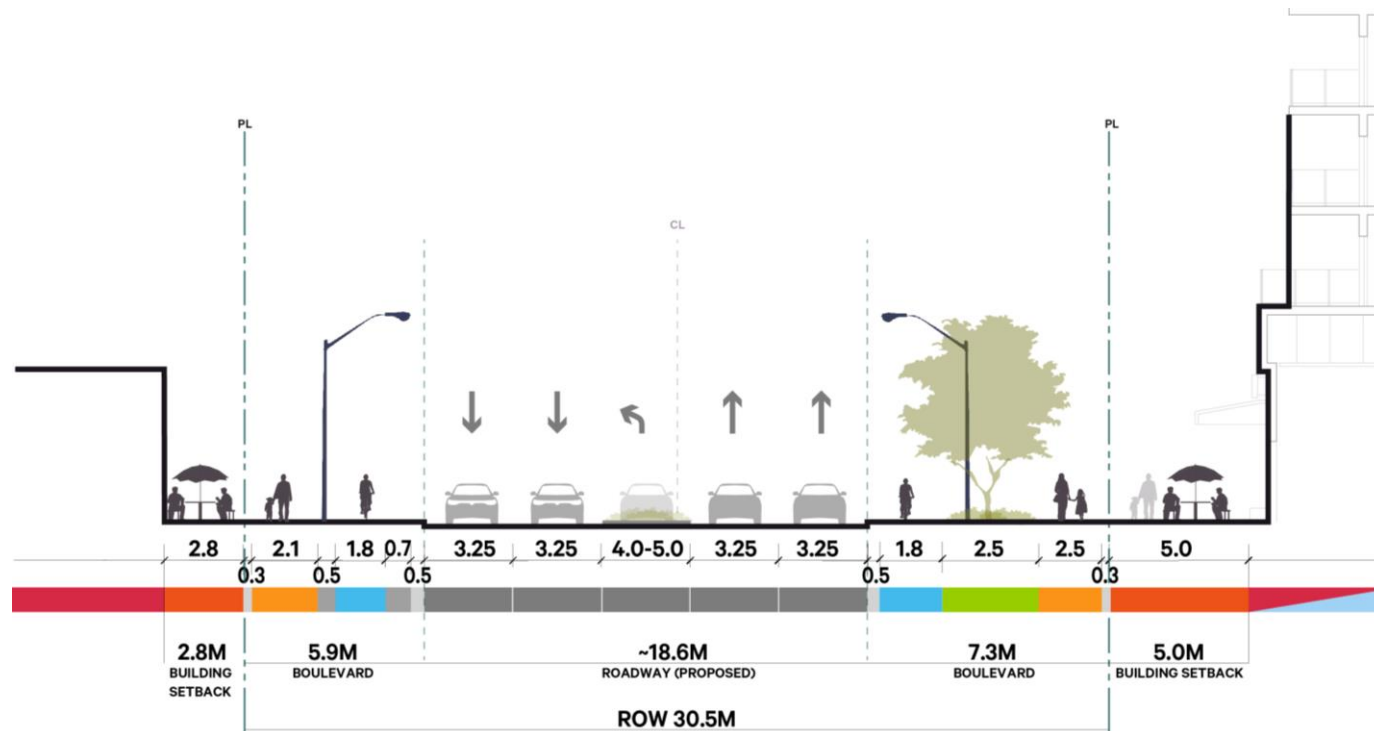 PL
PL
CL
2.8
2.1
1.8
0.7
3.25
3.25
4.0-5.0
3.25
3.25
1.8
2.5
2.5
5.0
0.3
0.5
0.5
0.5
0.3
2.8M
5.9M
~18.6M
7.3M
5.0M
BUILDING
SETBACK
BOULEVARD
ROADWAY (PROPOSED)
BOULEVARD
BUILDING SETBACK
ROW 30.5M